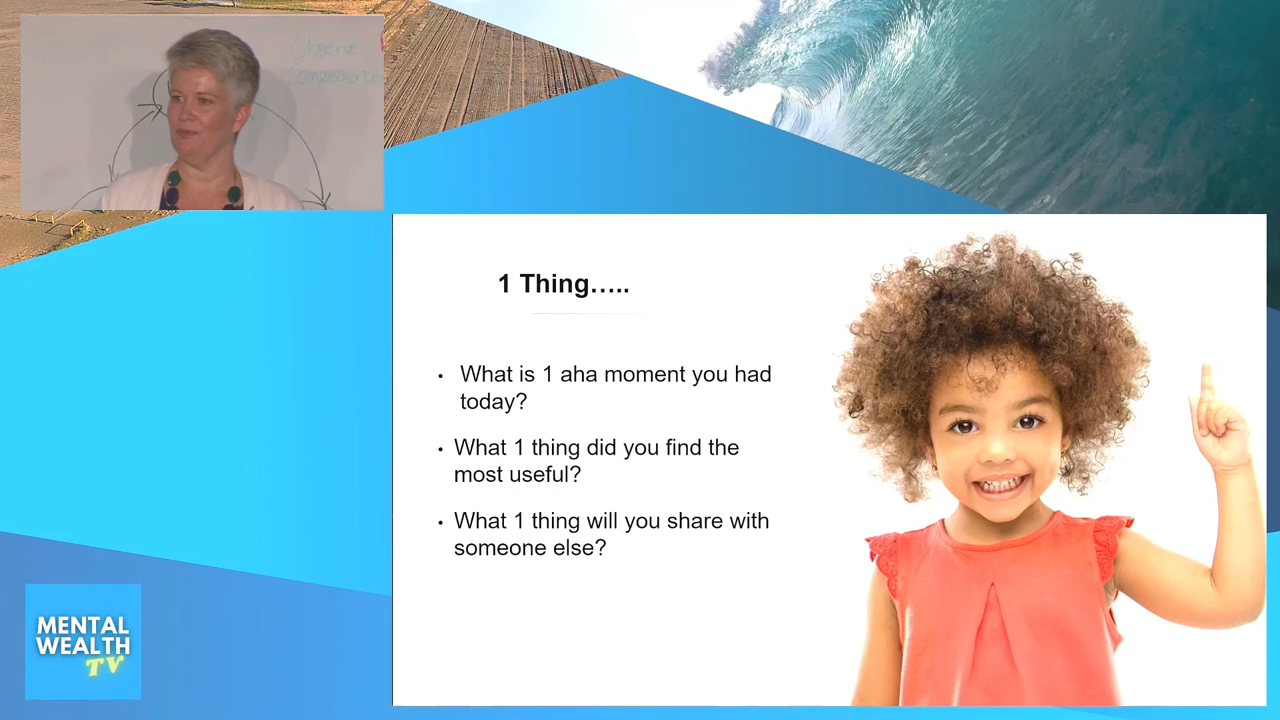 Observe
1 Thing…..
• What is 1 aha moment you had
today?
• What 1 thing did you find the
most useful?
• What 1 thing will you share with
someone else?
MENTAL
WEALTH
TV